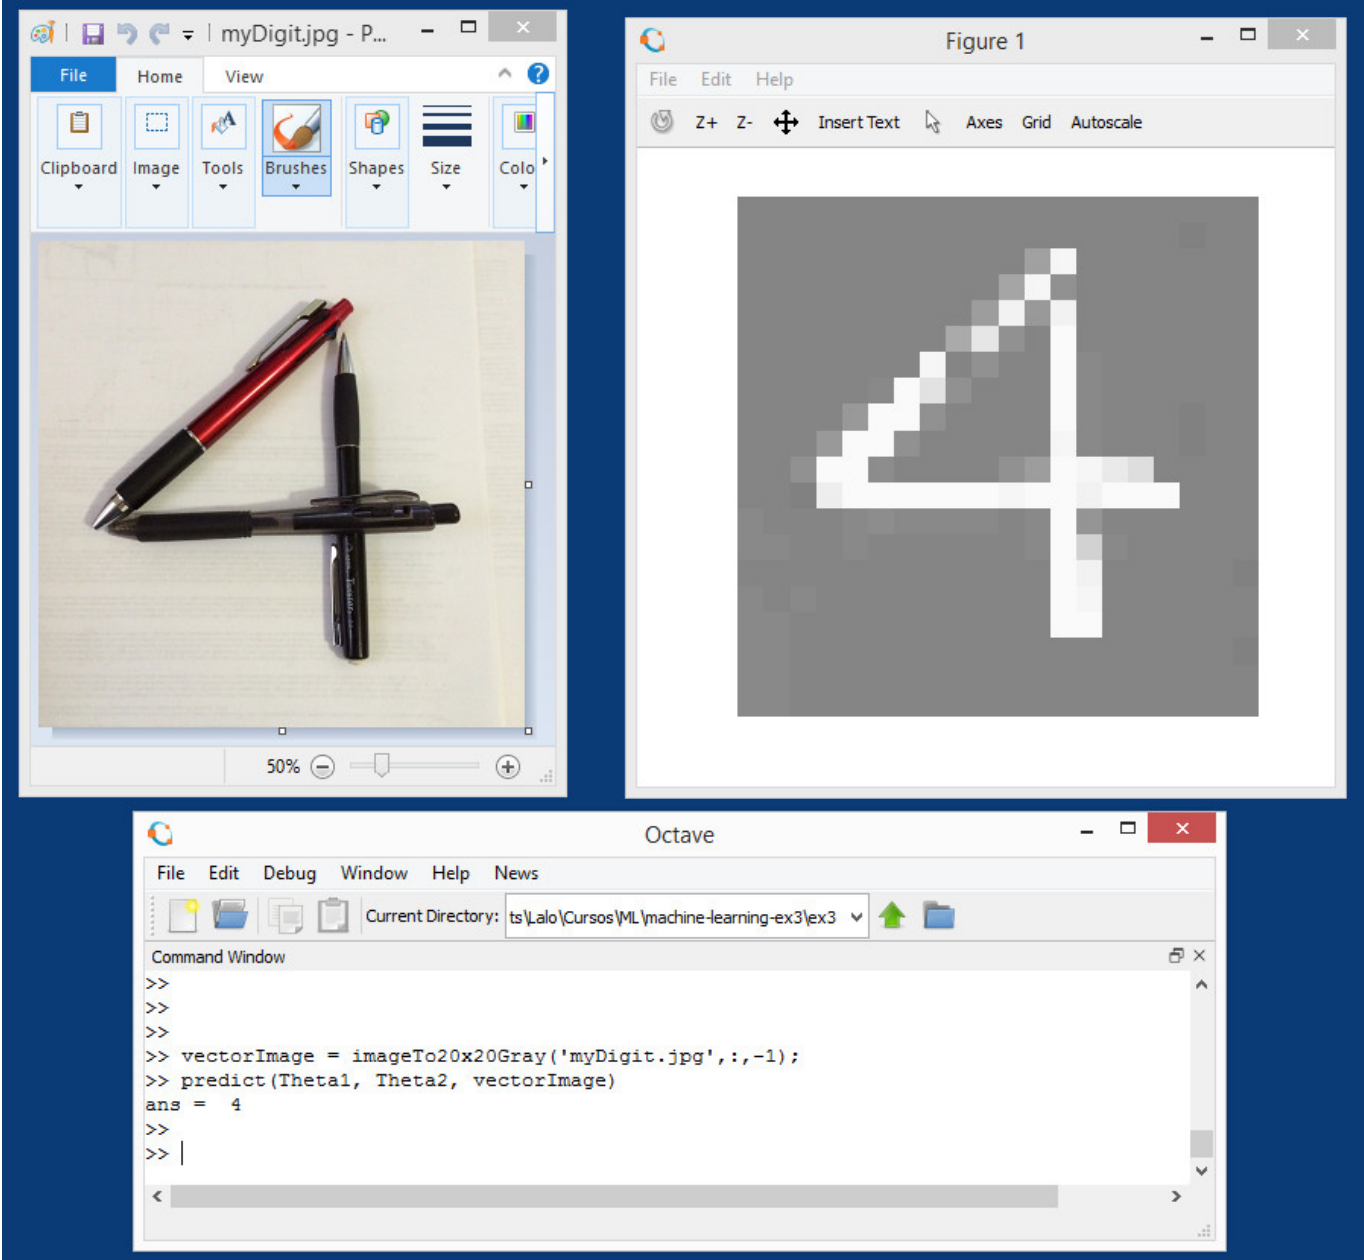 myDigit.jpg - P...
File Home View
Clipboard Image Tools Brushes Shapes Size Colo
50%
Figure 1
File Edit Help
Z+ Z- Insert Text Axes Grid Autoscale
Octave
File Edit Debug Window Help News
Current Directory: ts\Lalo\Cursos\ML\machine-learning-ex3\ex3
Command Window
>>
>>
>>
>> vectorImage = imageTo20x20Gray('myDigit.jpg',:,-1);
>> predict(Theta1, Theta2, vectorImage)
ans =  4
>>
>>